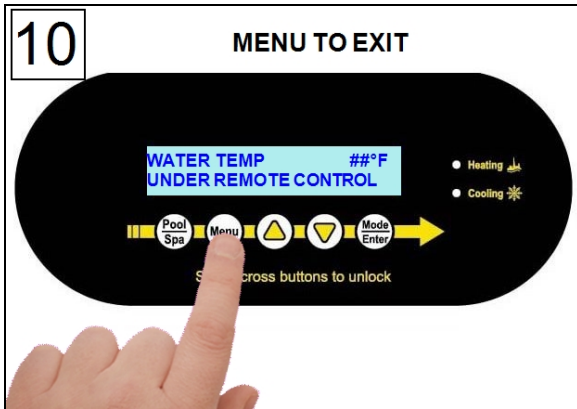 10
MENU TO EXIT
WATER TEMP ##°F
UNDER REMOTE CONTROL
Heating
Cooling
Pool
Spa
Menu
Mode
Enter
cross buttons to unlock